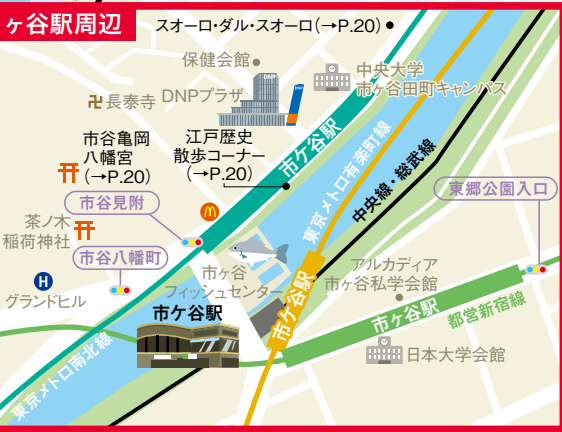 ヶ谷駅周辺
スオーロ・ダル・スオーロ(→P.20)
保健会館
DNP
DNP
中央大学
市ヶ谷田町キャンパス
卍長泰寺
DNPプラザ
市谷亀岡
八幡宮
(→P.20)
江戸歴史
散歩コーナー
(→P.20)
市ケ谷駅
東京メトロ有楽町線
中央線・総武線
市谷見附
東郷公園入口
茶ノ木
稲荷神社
市谷八幡町
H
グランドヒル
市ヶ谷
フィッシュセンター
市ケ谷駅
アルカディア
市ヶ谷私学会館
市ケ谷駅
市ケ谷駅
都営新宿線
日本大学会館
東京メトロ南北線